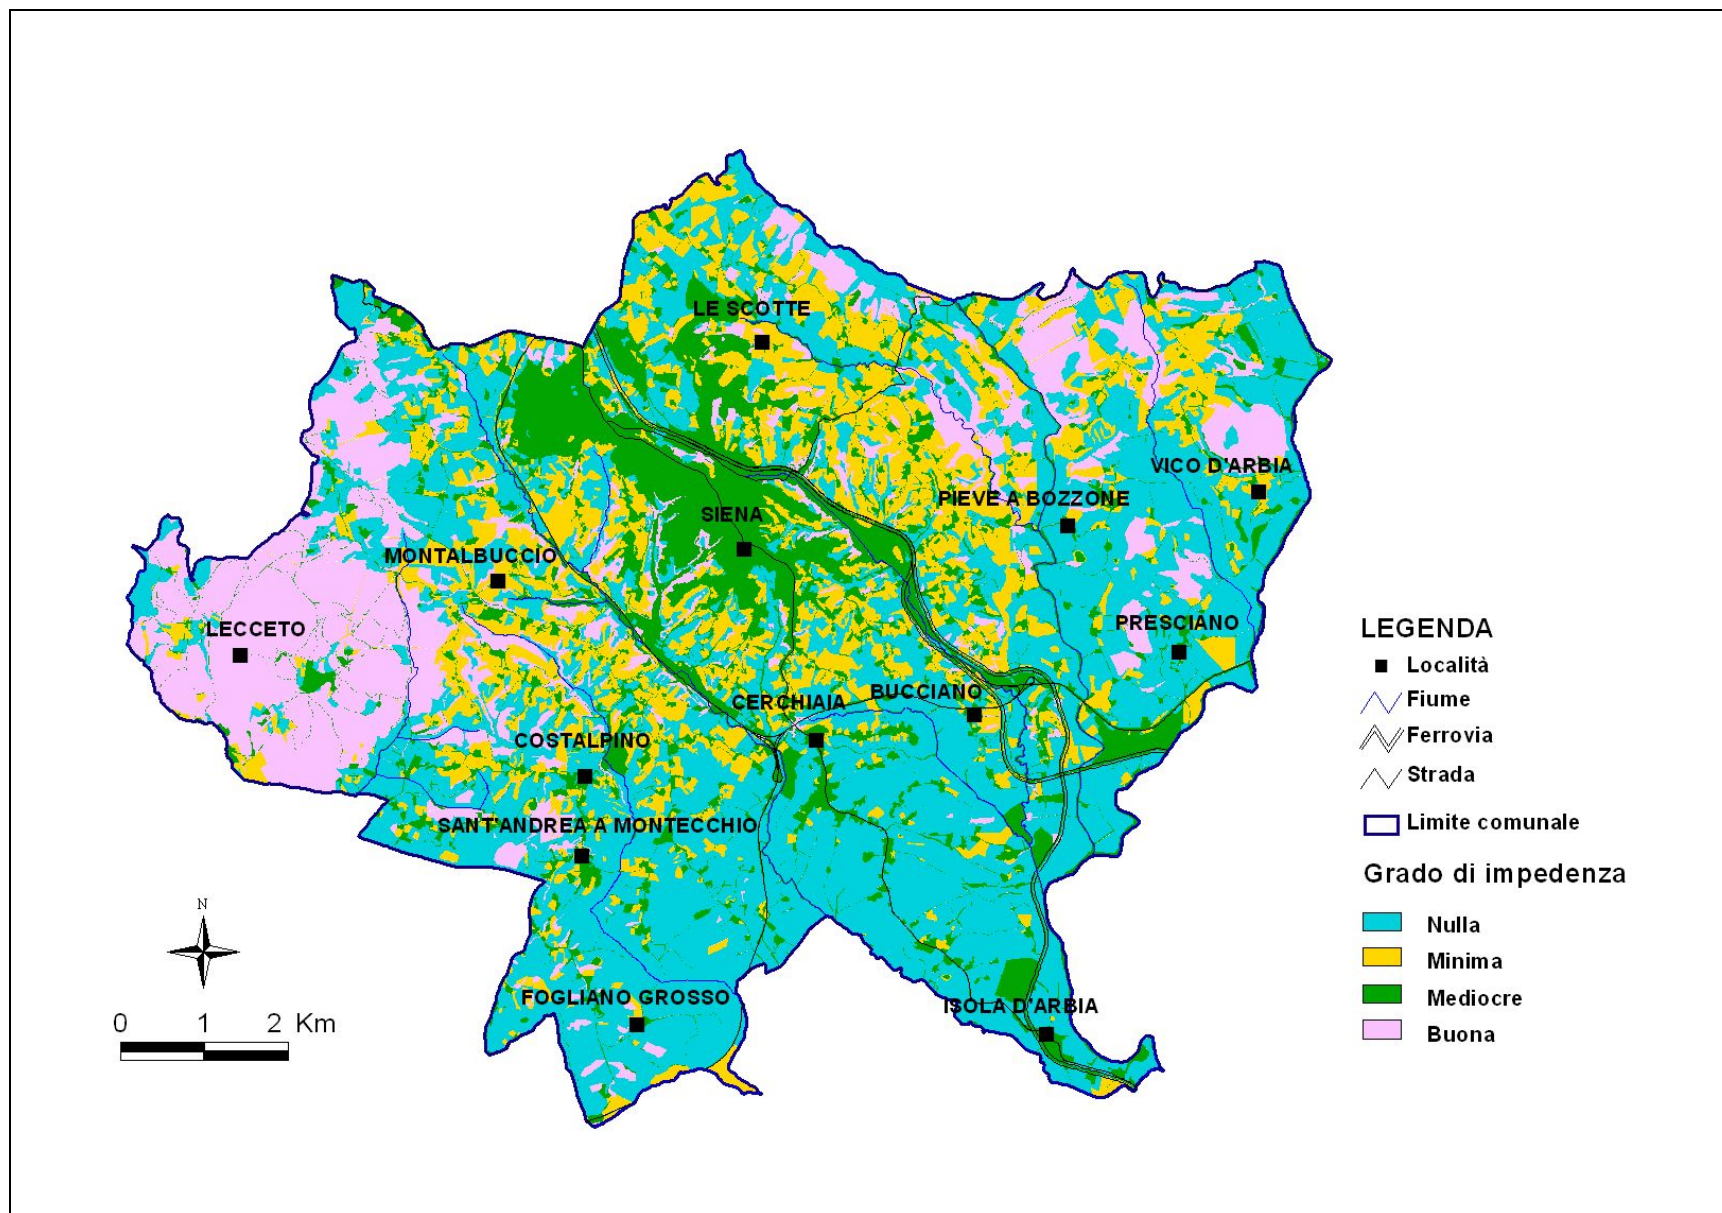 LE SCOTTE
VICO D'ARBIA
PIEVE A BOZZONE
SIENA
MONTALBUCCIO
LECCETO
PRESCIANO
BUCCIANO
CERCHIAIA
COSTALPINO
SANT'ANDREA A MONTECCHIO
FOGLIANO GROSSO
ISOLA D'ARBIA
N
0 1 2 Km
LEGENDA
Località
Fiume
Ferrovia
Strada
Limite comunale
Grado di impedenza
Nulla
Minima
Mediocre
Buona